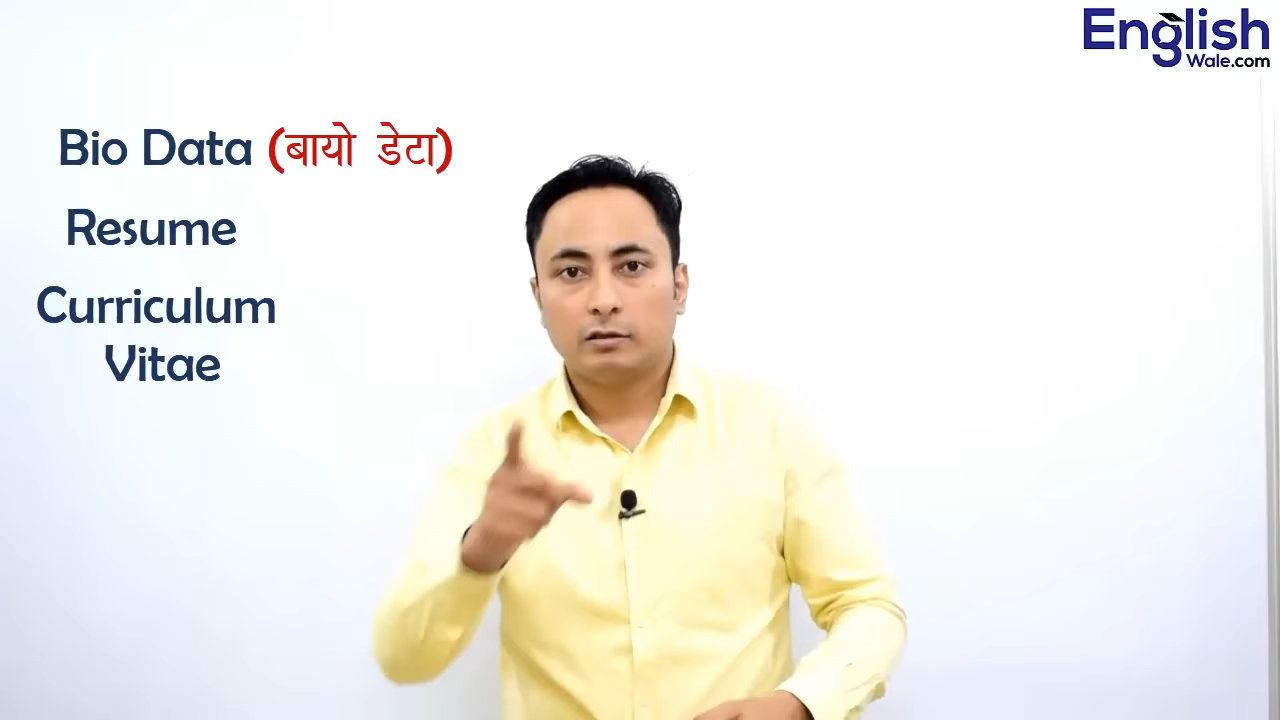 English
Wale.com
Bio Data (बायो डेटा)
Resume
Curriculum
Vitae